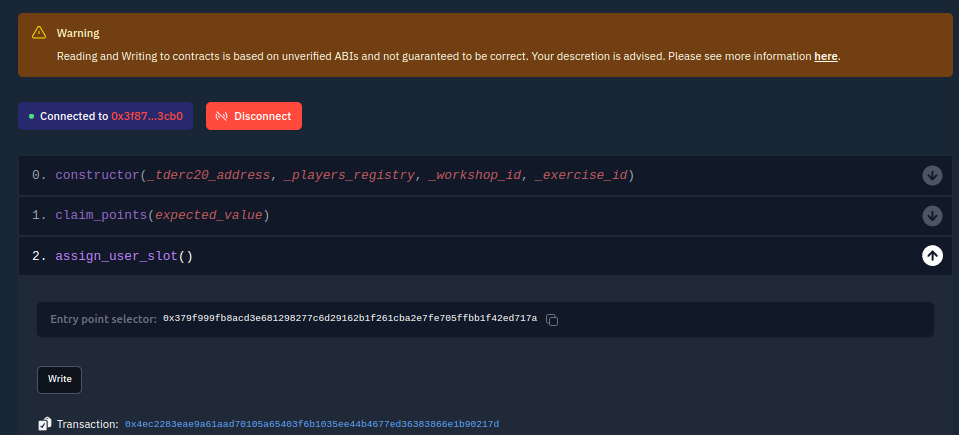 Warning
Reading and Writing to contracts is based on unverified ABIs and not guaranteed to be correct. Your descretion is advised. Please see more information here.
Connected to 0x3f87...3cb0 Disconnect
0. constructor(_tderc20_address, _players_registry, _workshop_id, _exercise_id)
1. claim_points(expected_value)
2. assign_user_slot()
Entry point selector: 0x379f999fb8acd3e681298277c6d29162b1f261cba2e7fe705ffbb1f42ed717a
Write
Transaction: 0x4ec2283eae9a61aad70105a65403f6b1035ee44b4677ed36383866e1b90217d